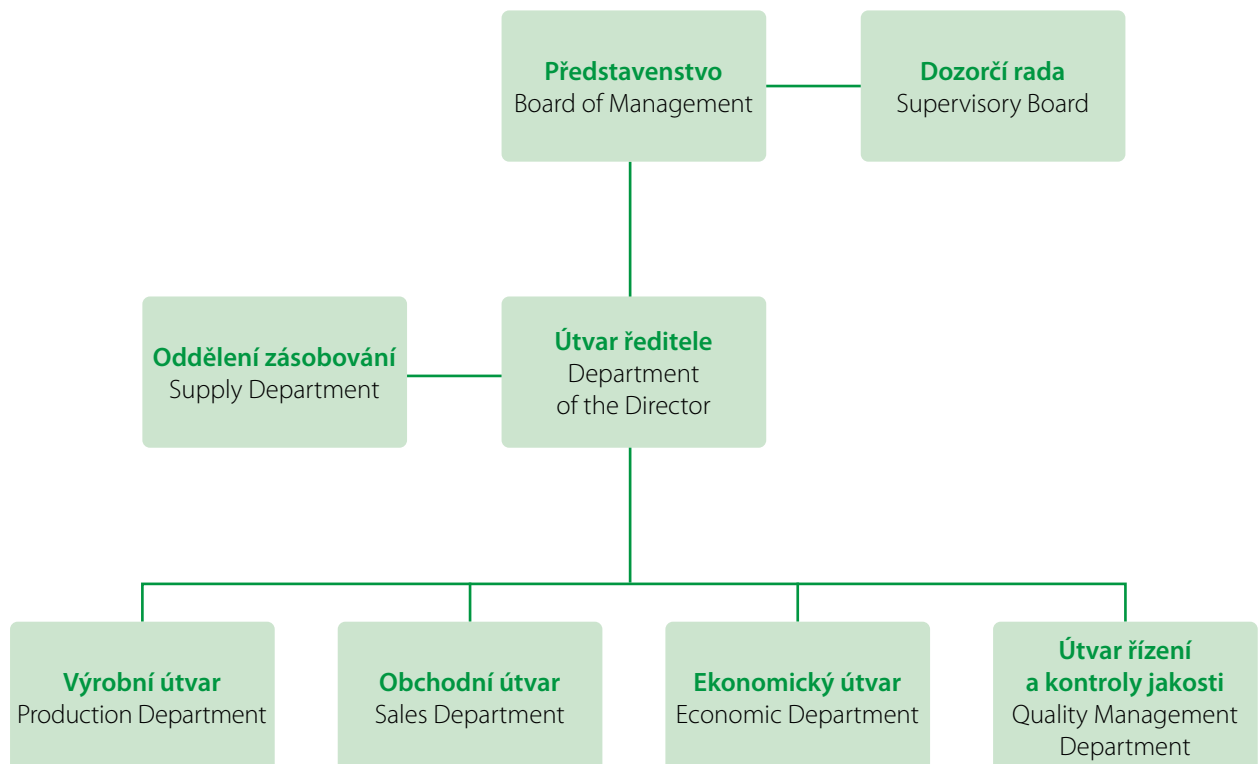 Představenstvo
Board of Management
Dozorčí rada
Supervisory Board
Oddělení zásobování
Supply Department
Útvar ředitele
Department
of the Director
Výrobní útvar
Production Department
Obchodní útvar
Sales Department
Ekonomický útvar
Economic Department
Útvar řízení
a kontroly jakosti
Quality Management
Department